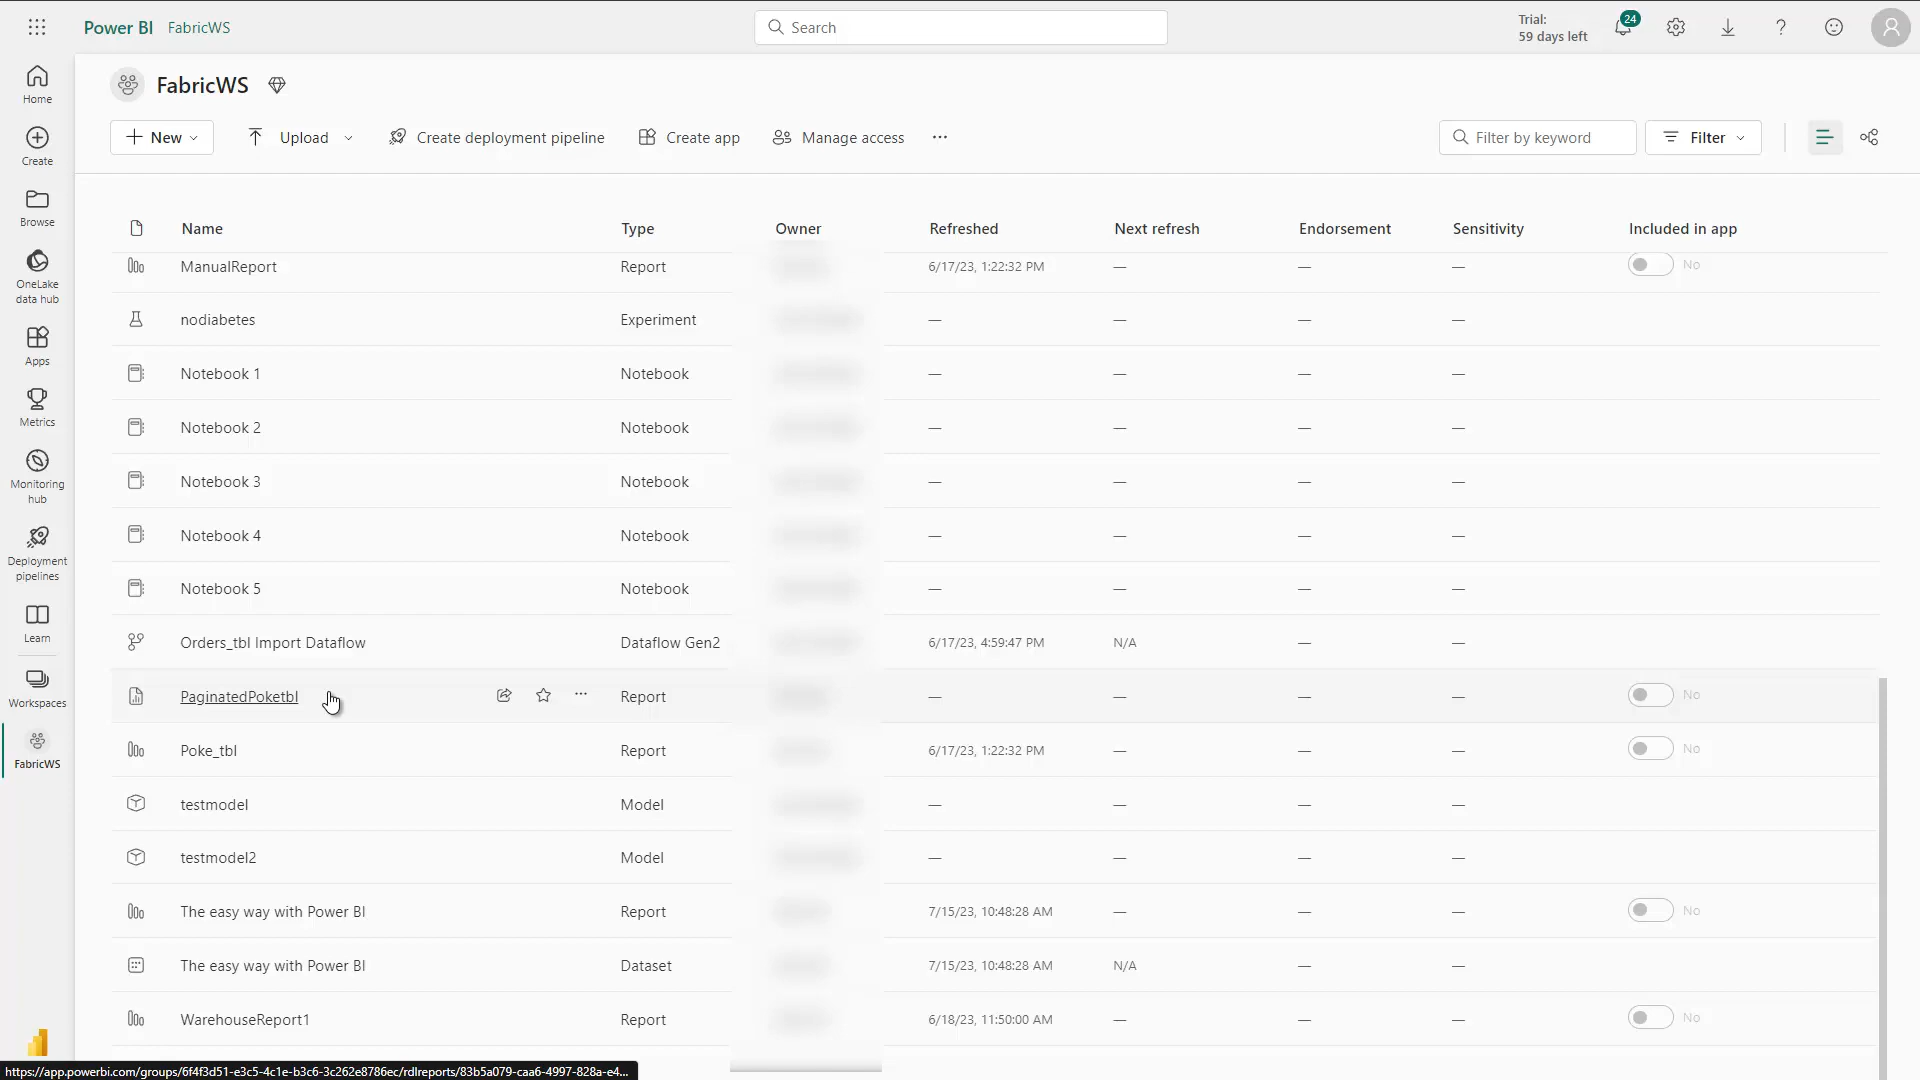 Power BI FabricWS
Search
Trial:
59 days left
24
Home
Create
Browse
OneLake
data hub
Apps
Metrics
Monitoring
hub
Deployment
pipelines
Learn
Workspaces
FabricWS
FabricWS
New
Upload
Create deployment pipeline
Create app
Manage access
Filter by keyword
Filter
Name Type Owner Refreshed Next refresh Endorsement Sensitivity Included in app
ManualReport Report 6/17/23, 1:22:32 PM — — — No
nodiabetes Experiment — — — —
Notebook 1 Notebook — — — —
Notebook 2 Notebook — — — —
Notebook 3 Notebook — — — —
Notebook 4 Notebook — — — —
Notebook 5 Notebook — — — —
Orders_tbl Import Dataflow Dataflow Gen2 6/17/23, 4:59:47 PM N/A — —
PaginatedPoketbl Report — — — — No
Poke_tbl Report 6/17/23, 1:22:32 PM — — — No
testmodel Model — — — —
testmodel2 Model — — — —
The easy way with Power BI Report 7/15/23, 10:48:28 AM — — — No
The easy way with Power BI Dataset 7/15/23, 10:48:28 AM N/A — —
WarehouseReport1 Report 6/18/23, 11:50:00 AM — — — No
https://app.powerbi.com/groups/6f4f3d51-e3c5-4c1e-b3c6-3c262e8786ec/rdlreports/83b5a079-caa6-4997-828a-e4...